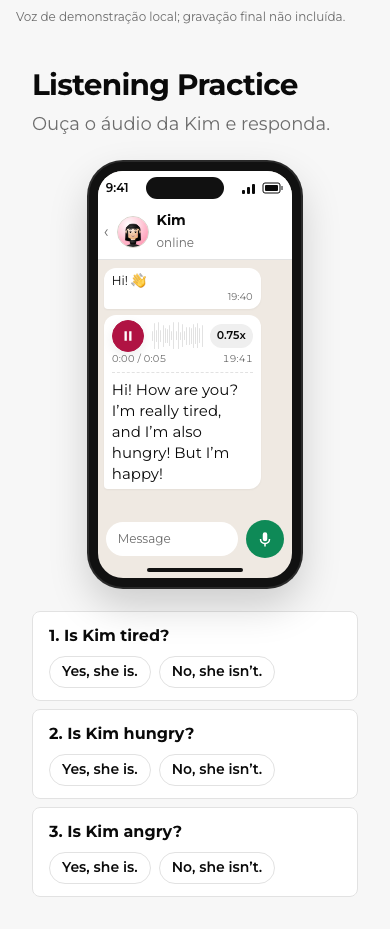 Voz de demonstração local; gravação final não incluída.
Listening Practice
Ouça o áudio da Kim e responda.
9:41
Kim
online
Hi! 👋
19:40
0.75x
0:00 / 0:05 19:41
Hi! How are you?
I’m really tired,
and I’m also
hungry! But I’m
happy!
Message
1. Is Kim tired?
Yes, she is. No, she isn’t.
2. Is Kim hungry?
Yes, she is. No, she isn’t.
3. Is Kim angry?
Yes, she is. No, she isn’t.